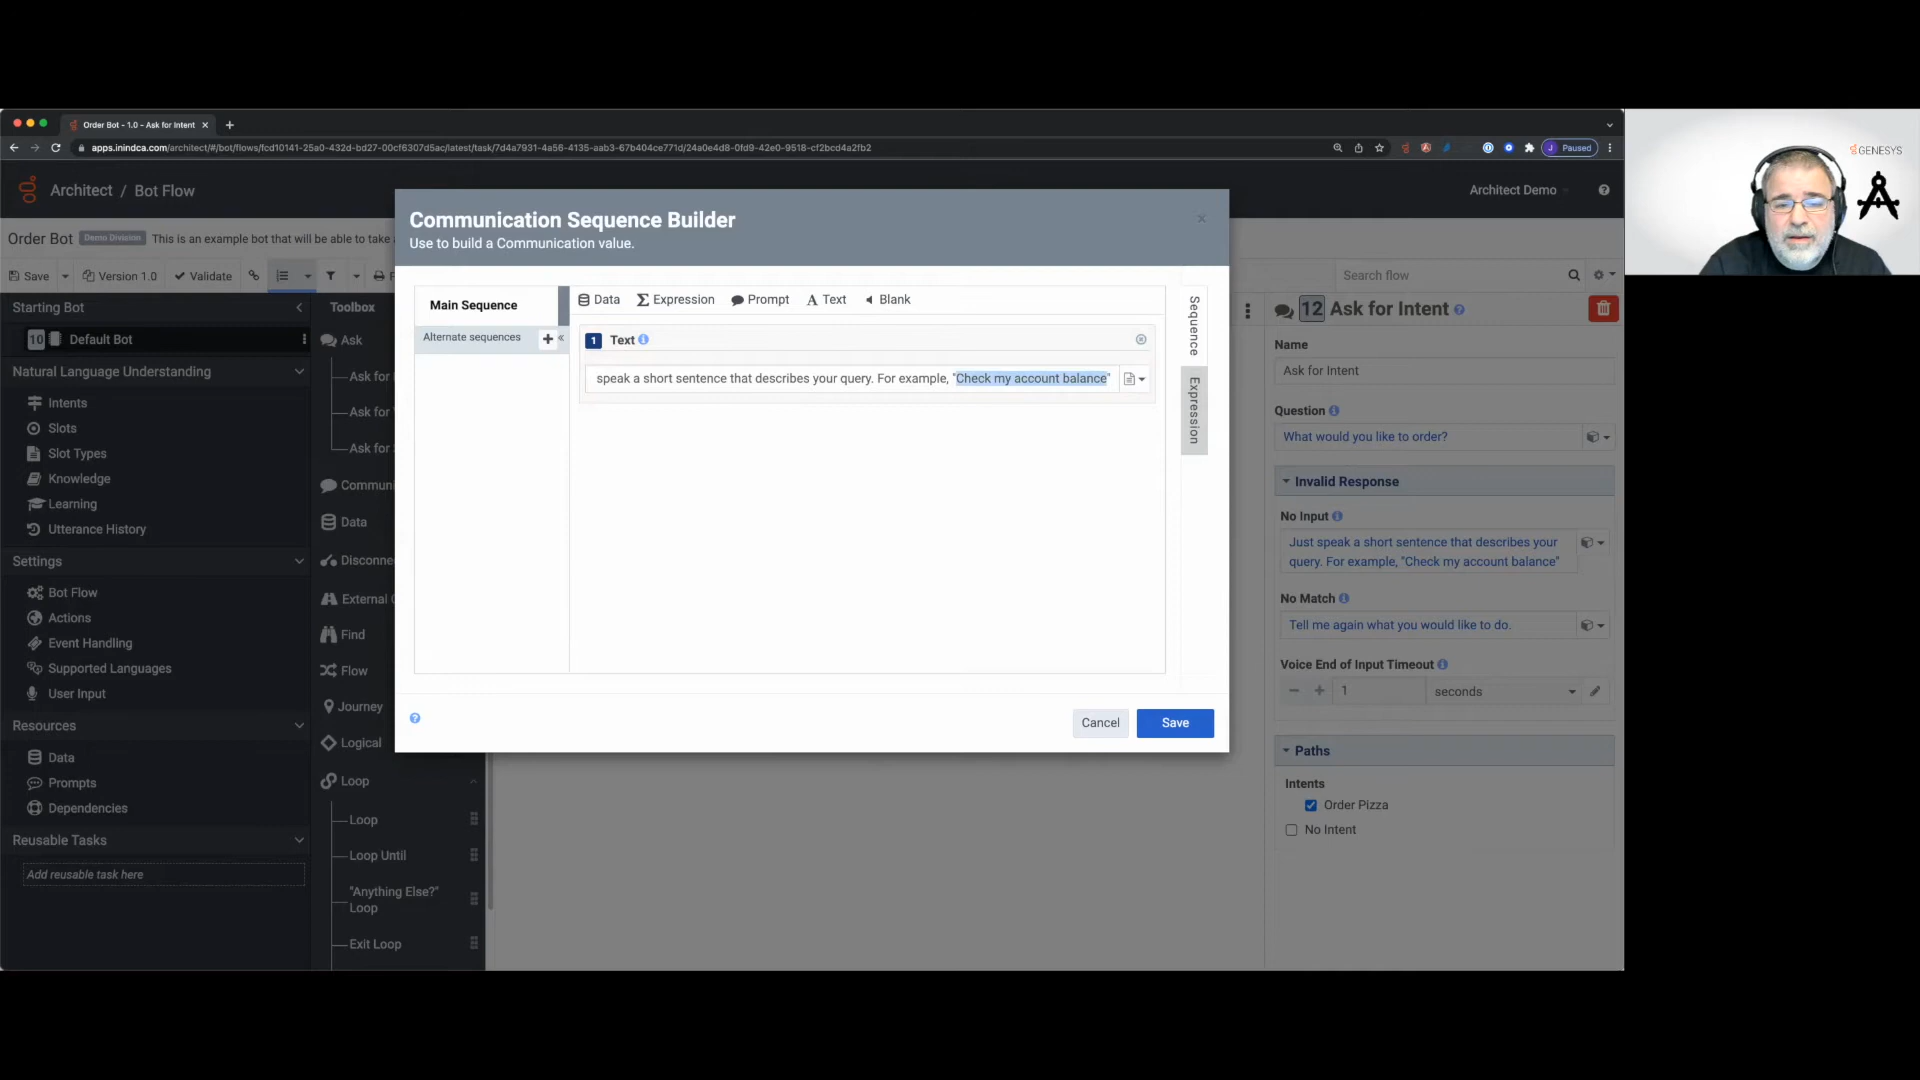 Order Bot - 1.0 - Ask for Intent
apps.inindca.com/architect/#/bot/flows/fcd10141-25a0-432d-bd27-00cf6307d5ac/latest/task/7d4a7931-4a56-4135-aab3-67b404ce771d/24a0e4d8-0fd9-42e0-9518-cf2bcd4a2fb2
J Paused
GENESYS
Architect / Bot Flow
Architect Demo
Order Bot Demo Division This is an example bot that will be able to take
Save Version 1.0 Validate
Search flow
Starting Bot
10 Default Bot
Natural Language Understanding
Intents
Slots
Slot Types
Knowledge
Learning
Utterance History
Settings
Bot Flow
Actions
Event Handling
Supported Languages
User Input
Resources
Data
Prompts
Dependencies
Reusable Tasks
Add reusable task here
Toolbox
Ask
Ask for
Ask for
Ask for
Communi
Data
Disconne
External
Find
Flow
Journey
Logical
Loop
Loop
Loop Until
"Anything Else?"
Loop
Exit Loop
Communication Sequence Builder
Use to build a Communication value.
Main Sequence
Alternate sequences
Data Expression Prompt Text Blank
1 Text
speak a short sentence that describes your query. For example, "Check my account balance"
Sequence
Expression
Cancel
Save
12 Ask for Intent
Name
Ask for Intent
Question
What would you like to order?
Invalid Response
No Input
Just speak a short sentence that describes your
query. For example, "Check my account balance"
No Match
Tell me again what you would like to do.
Voice End of Input Timeout
1 seconds
Paths
Intents
Order Pizza
No Intent